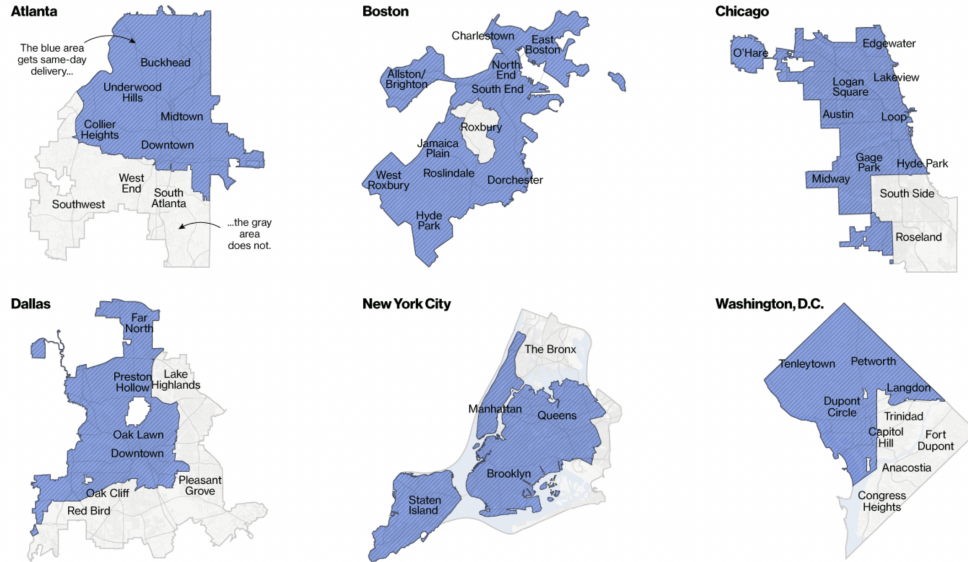 Atlanta
The blue area
gets same-day
delivery...
Buckhead
Underwood
Hills
Midtown
Collier
Heights
Downtown
West
End
South
Atlanta
Southwest
...the gray
area
does not.
Boston
Charlestown
East
Boston
North
End
Allston/
Brighton
South End
Roxbury
Jamaica
Plain
West
Roxbury
Roslindale
Dorchester
Hyde
Park
Chicago
O'Hare
Edgewater
Lakeview
Logan
Square
Austin
Loop
Gage
Park
Hyde Park
Midway
South Side
Roseland
Dallas
Far
North
Preston
Hollow
Lake
Highlands
Oak Lawn
Downtown
Pleasant
Grove
Oak Cliff
Red Bird
New York City
The Bronx
Manhattan
Queens
Brooklyn
Staten
Island
Washington, D.C.
Tenleytown
Petworth
Langdon
Dupont
Circle
Trinidad
Capitol
Hill
Fort
Dupont
Anacostia
Congress
Heights